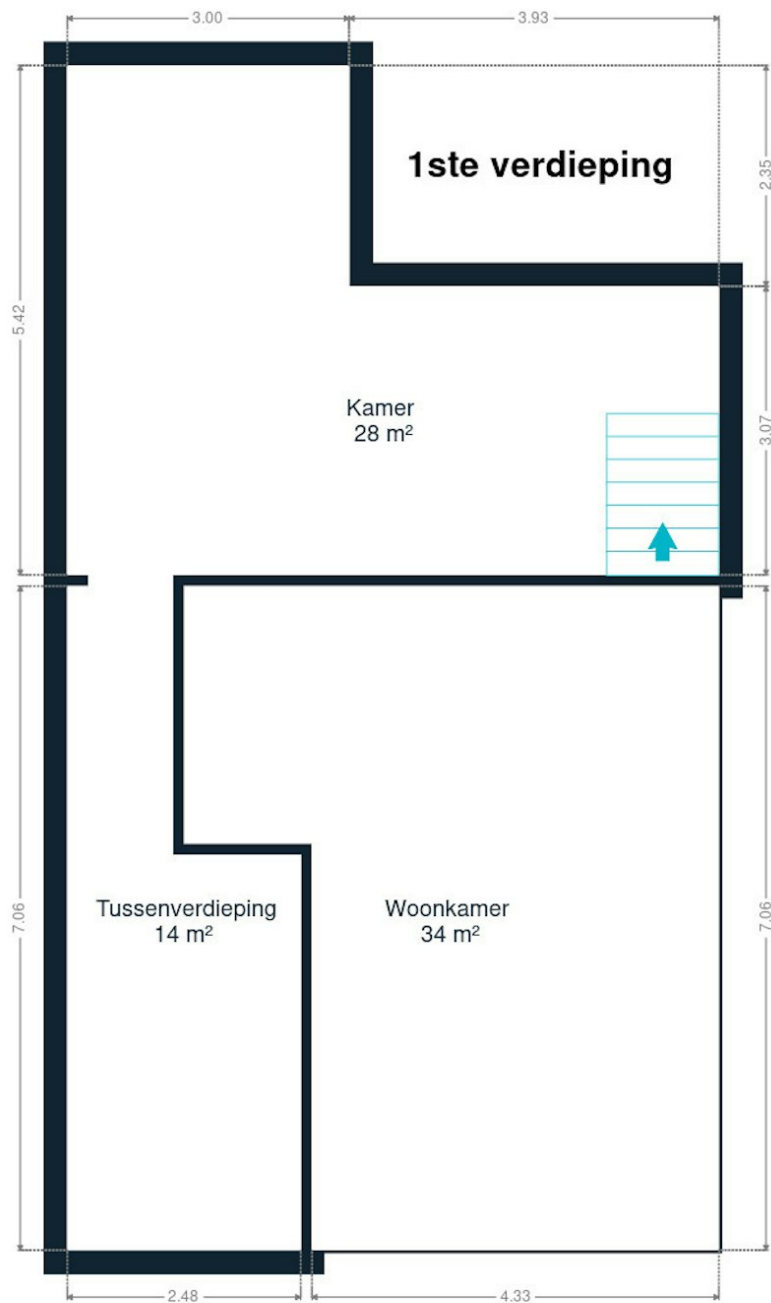 3.00
3.93
1ste verdieping
2.35
5.42
3.07
Kamer
28 m²
7.06
7.06
Tussenverdieping
14 m²
Woonkamer
34 m²
2.48
4.33